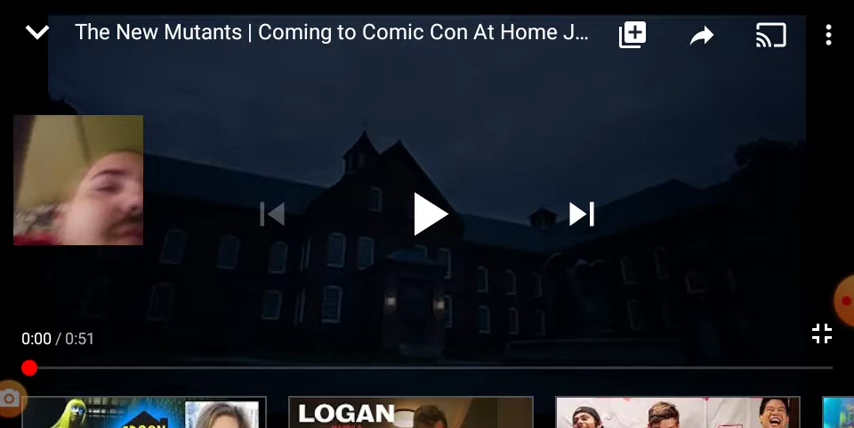 The New Mutants | Coming to Comic Con At Home J...
0:00 / 0:51
LOGAN